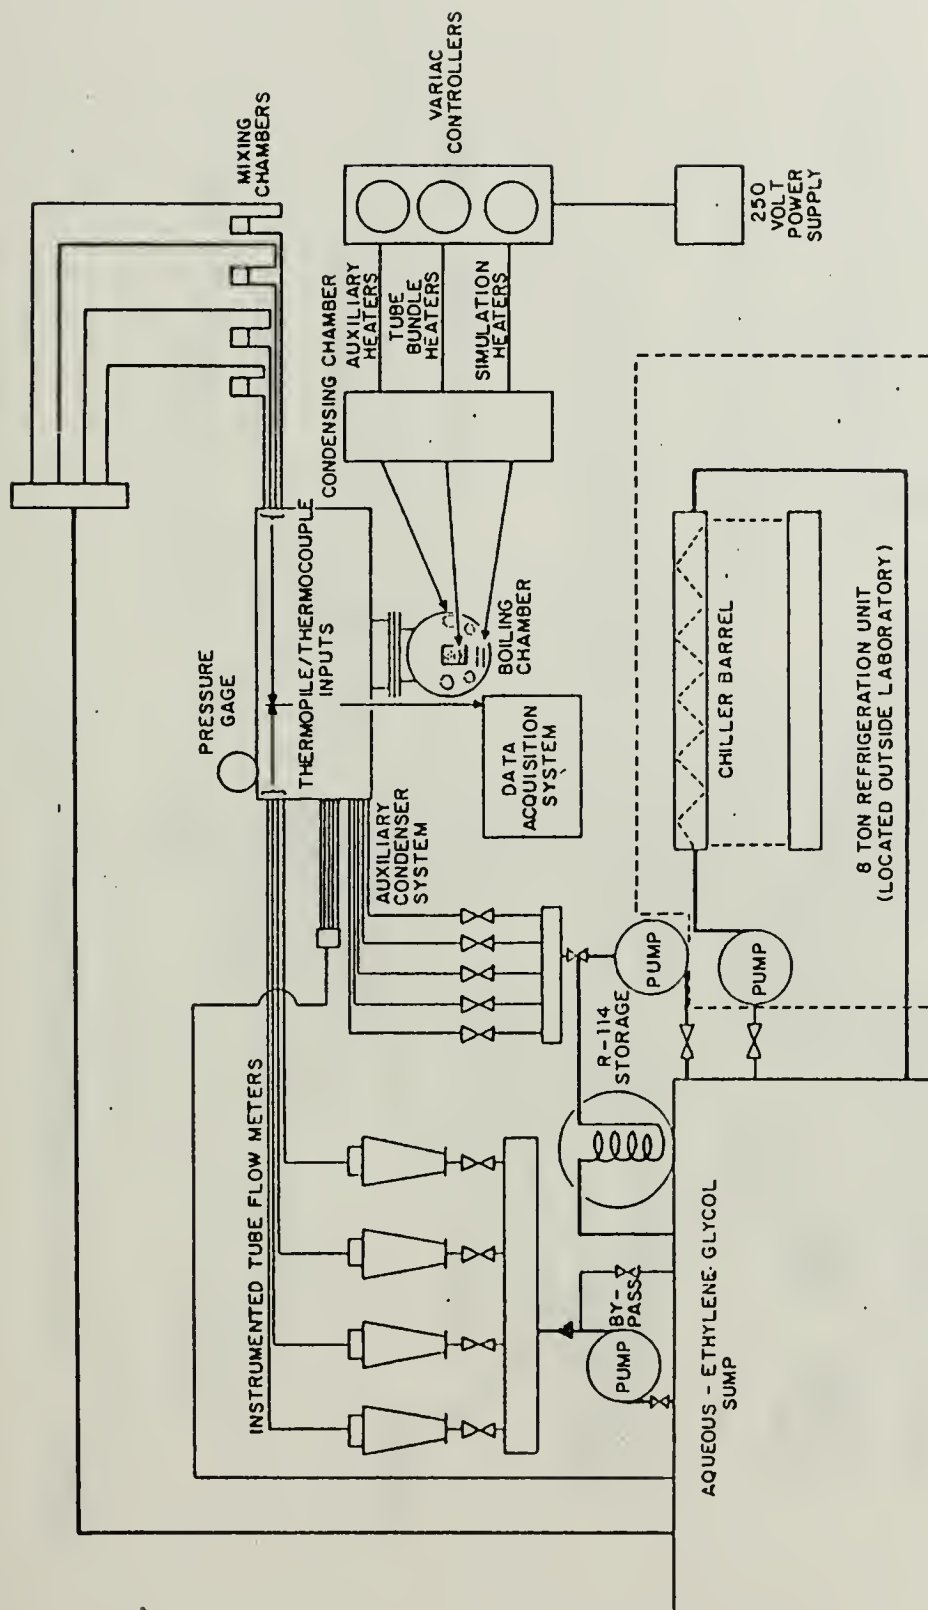 MIXING
CHAMBERS
VARIAC
CONTROLLERS
250
VOLT
POWER
SUPPLY
CONDENSING CHAMBER
AUXILIARY
HEATERS
TUBE
BUNDLE
HEATERS
SIMULATION
HEATERS
PRESSURE
GAGE
THERMOPILE/THERMOCOUPLE
INPUTS
BOILING
CHAMBER
DATA
ACQUISITION
SYSTEM
AUXILIARY
CONDENSER
SYSTEM
INSTRUMENTED TUBE FLOW METERS
R-114
STORAGE
PUMP
PUMP
PUMP
BY-
PASS
CHILLER BARREL
8 TON REFRIGERATION UNIT
(LOCATED OUTSIDE LABORATORY)
AQUEOUS - ETHYLENE-GLYCOL
SUMP